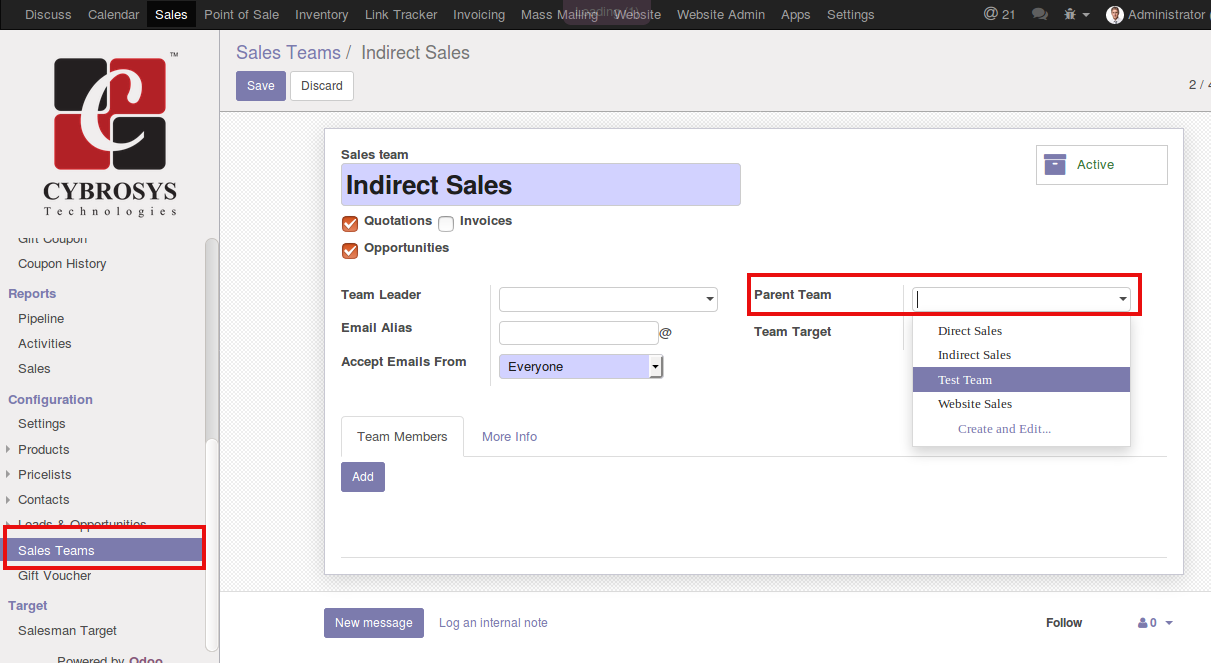 Discuss Calendar Sales Point of Sale Inventory Link Tracker Invoicing Mass Mailing Website Website Admin Apps Settings @ 21 Administrator
Loading
Sales Teams / Indirect Sales
Save Discard
2 / 4
™
CYBROSYS
Technologies
Gift Coupon
Coupon History
Reports
Pipeline
Activities
Sales
Configuration
Settings
Products
Pricelists
Contacts
Leads & Opportunities
Sales Teams
Gift Voucher
Target
Salesman Target
Powered by Odoo
Sales team
Indirect Sales
Active
Quotations Invoices
Opportunities
Team Leader
Email Alias @
Accept Emails From Everyone
Parent Team
Team Target
Direct Sales
Indirect Sales
Test Team
Website Sales
Create and Edit...
Team Members More Info
Add
New message Log an internal note
Follow 0